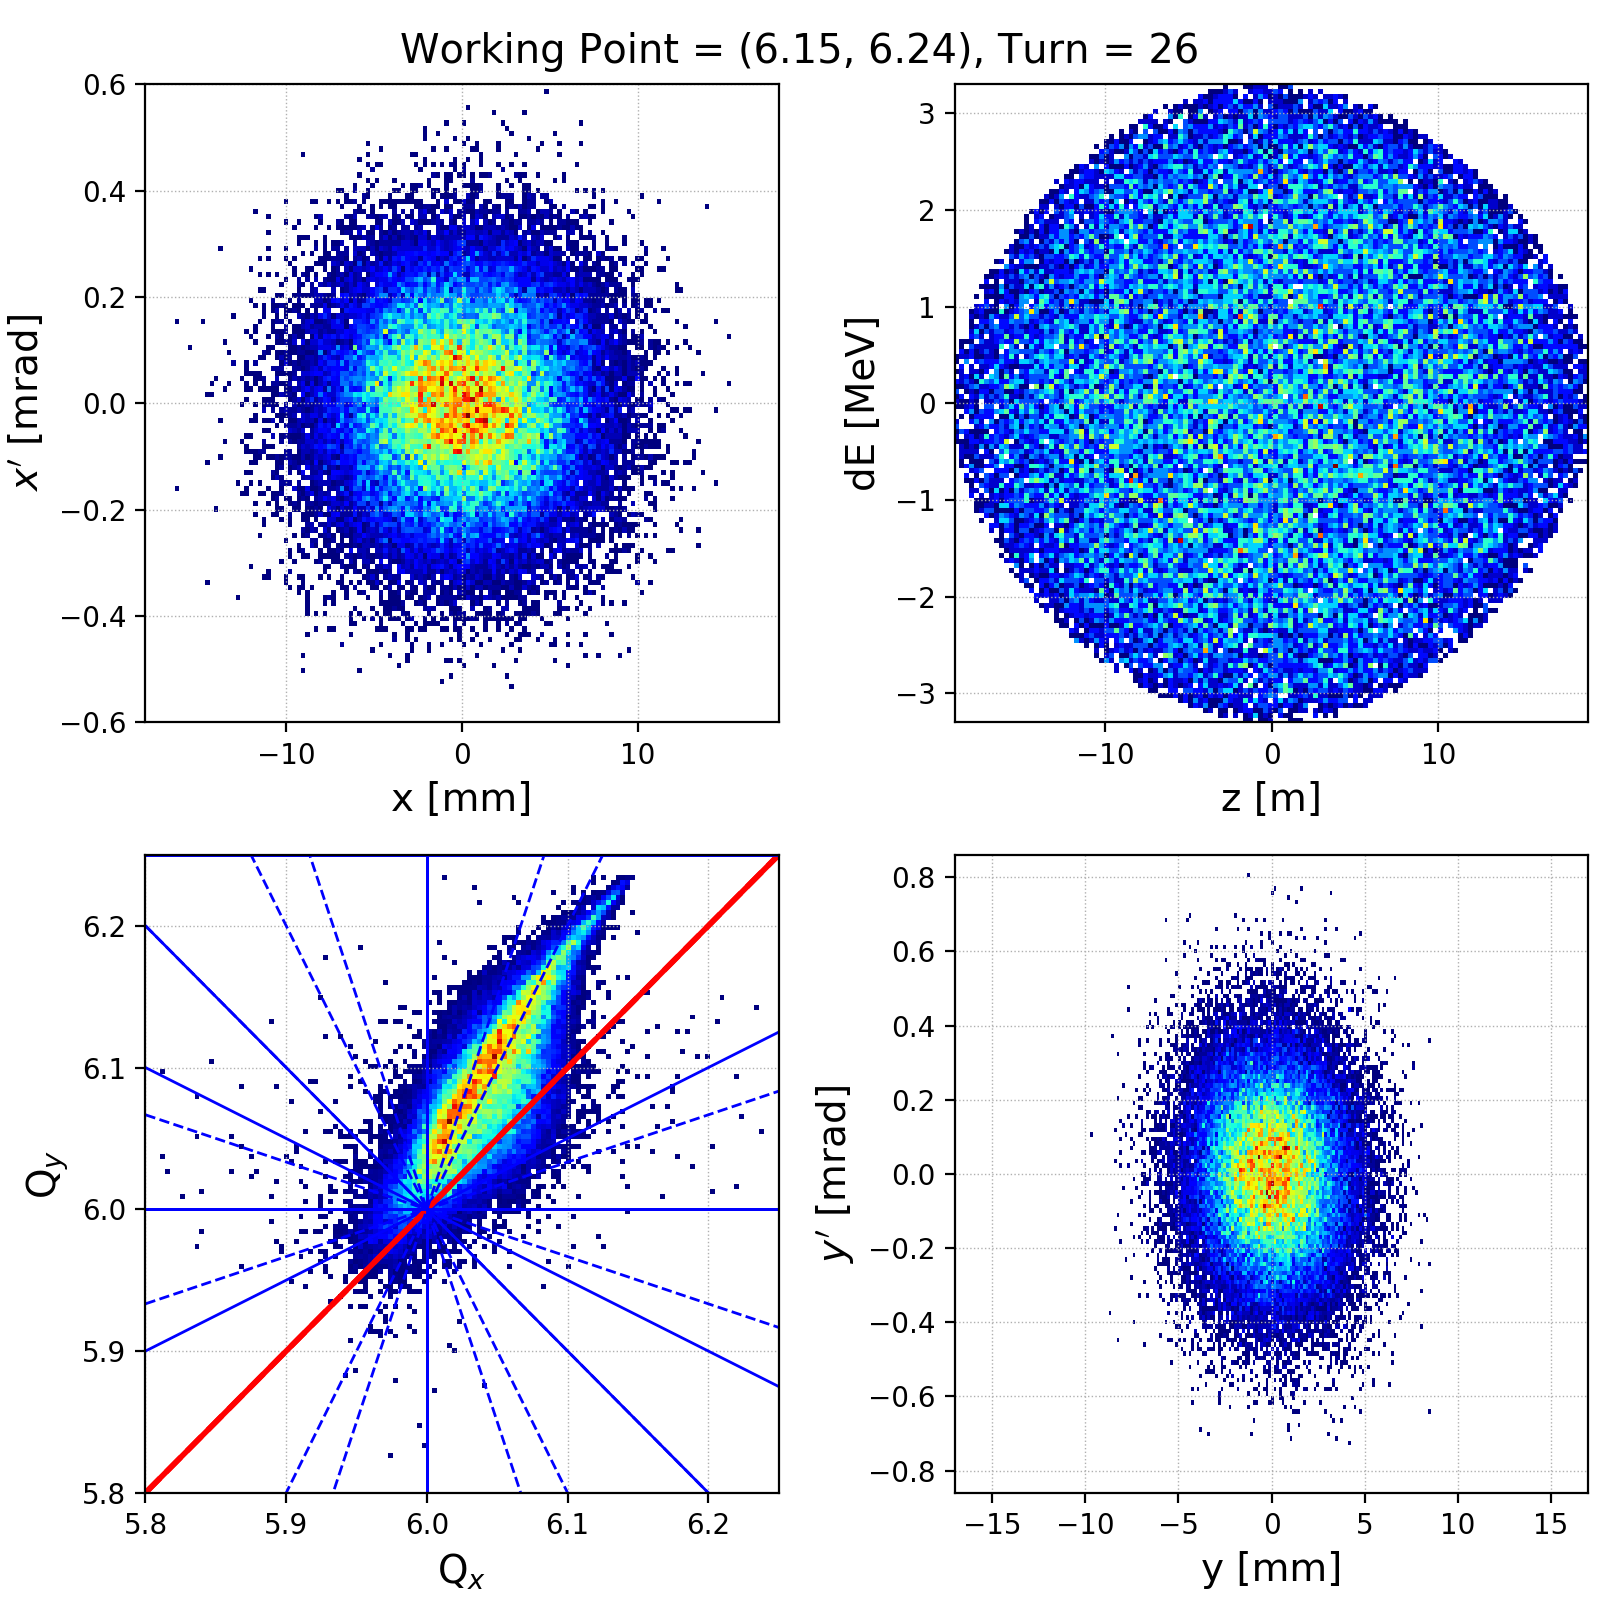 Working Point = (6.15, 6.24), Turn = 26
0.6
0.4
0.2
0.0
−0.2
−0.4
−0.6
x′ [mrad]
−10 0 10
x [mm]
3
2
1
0
−1
−2
−3
dE [MeV]
−10 0 10
z [m]
6.2
6.1
6.0
5.9
5.8
Qy
5.8 5.9 6.0 6.1 6.2
Qx
0.8
0.6
0.4
0.2
0.0
−0.2
−0.4
−0.6
−0.8
y′ [mrad]
−15 −10 −5 0 5 10 15
y [mm]